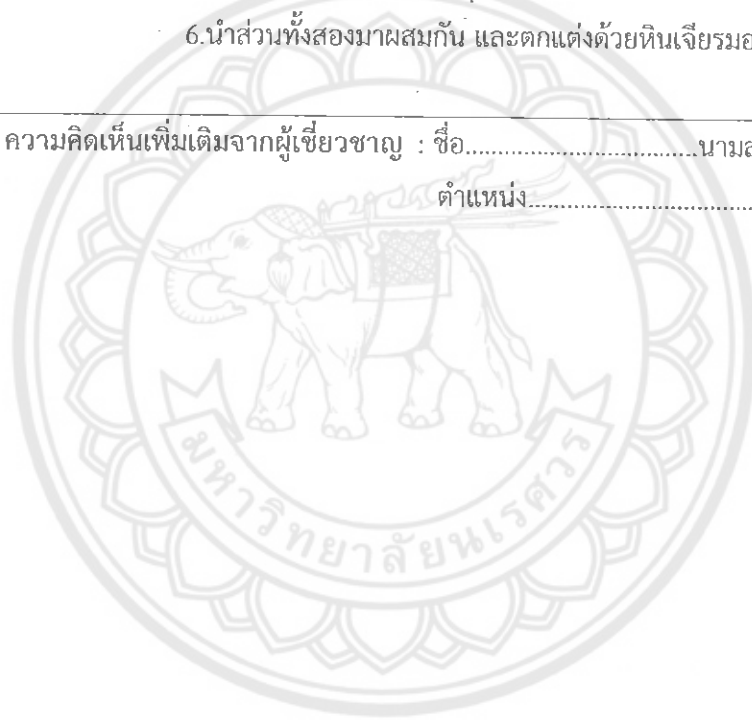 6.นำส่วนทั้งสองมาผสมกัน และตกแต่งด้วยหินเจียรมอ
ความคิดเห็นเพิ่มเติมจากผู้เชี่ยวชาญ : ชื่อ................................นามส
ตำแหน่ง................................
มหาวิทยาลัยนเรศวร